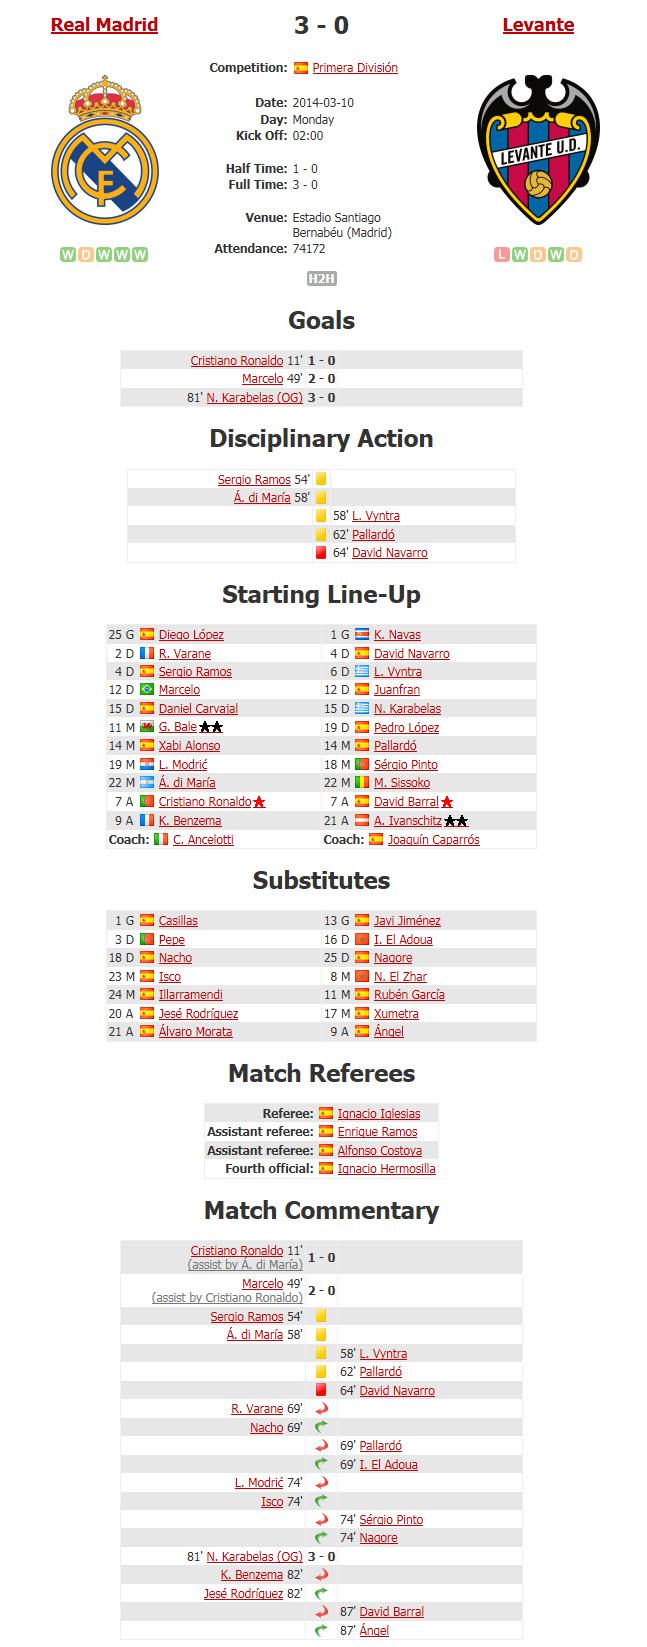 Real Madrid 3 - 0 Levante
Competition: Primera División
Date: 2014-03-10
Day: Monday
Kick Off: 02:00
Half Time: 1 - 0
LEVANTE U.D.
Full Time: 3 - 0
Venue: Estadio Santiago
Bernabéu (Madrid)
Attendance: 74172
W D W W W
L W D W D
H2H
Goals
Cristiano Ronaldo 11' 1 - 0
Marcelo 49' 2 - 0
81' N. Karabelas (OG) 3 - 0
Disciplinary Action
Sergio Ramos 54'
Á. di María 58'
58' L. Vyntra
62' Pallardó
64' David Navarro
Starting Line-Up
25 G Diego López 1 G K. Navas
2 D R. Varane 4 D David Navarro
4 D Sergio Ramos 6 D L. Vyntra
12 D Marcelo 12 D Juanfran
15 D Daniel Carvajal 15 D N. Karabelas
11 M G. Bale 19 D Pedro López
14 M Xabi Alonso 14 M Pallardó
19 M L. Modrić 18 M Sérgio Pinto
22 M Á. di María 22 M M. Sissoko
7 A Cristiano Ronaldo 7 A David Barral
9 A K. Benzema 21 A A. Ivanschitz
Coach: C. Ancelotti Coach: Joaquín Caparrós
Substitutes
1 G Casillas 13 G Javi Jiménez
3 D Pepe 16 D I. El Adoua
18 D Nacho 25 D Nagore
23 M Isco 8 M N. El Zhar
24 M Illarramendi 11 M Rubén García
20 A Jesé Rodríguez 17 M Xumetra
21 A Álvaro Morata 9 A Ángel
Match Referees
Referee: Ignacio Iglesias
Assistant referee: Enrique Ramos
Assistant referee: Alfonso Costoya
Fourth official: Ignacio Hermosilla
Match Commentary
Cristiano Ronaldo 11' 1 - 0
(assist by Á. di María)
Marcelo 49' 2 - 0
(assist by Cristiano Ronaldo)
Sergio Ramos 54'
Á. di María 58'
58' L. Vyntra
62' Pallardó
64' David Navarro
R. Varane 69'
Nacho 69'
69' Pallardó
69' I. El Adoua
L. Modrić 74'
Isco 74'
74' Sérgio Pinto
74' Nagore
81' N. Karabelas (OG) 3 - 0
K. Benzema 82'
Jesé Rodríguez 82'
87' David Barral
87' Ángel